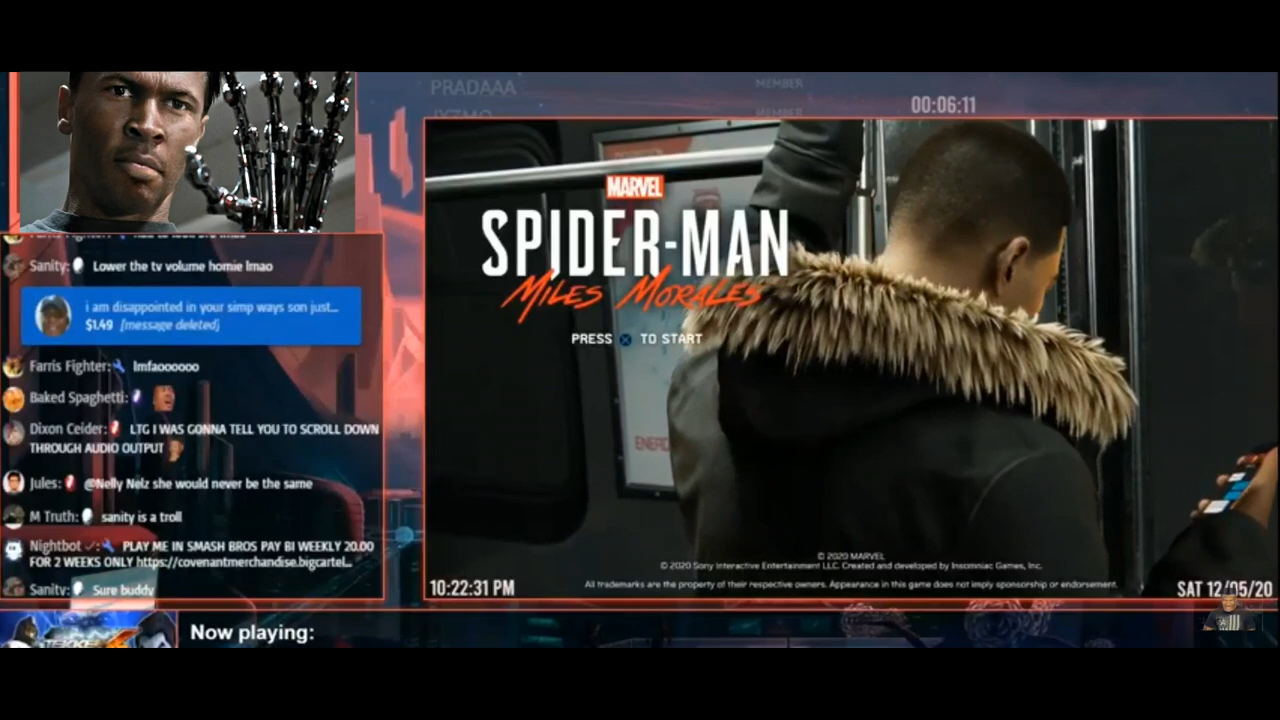 PRADAAA
MEMBER
MEMBER
00:06:11
Sanity: Lower the tv volume homie lmao
i am disappointed in your simp ways son just...
$1.49 [message deleted]
Farris Fighter: lmfaoooooo
Baked Spaghetti:
Dixon Ceider: LTG I WAS GONNA TELL YOU TO SCROLL DOWN
THROUGH AUDIO OUTPUT
Jules: @Nelly Nelz she would never be the same
M Truth: sanity is a troll
Nightbot ✓: PLAY ME IN SMASH BROS PAY BI WEEKLY 20.00
FOR 2 WEEKS ONLY https://covenantmerchandise.bigcartel...
Sanity: Sure buddy
Now playing:
MARVEL
SPIDER-MAN
MILES MORALES
PRESS ✕ TO START
© 2020 MARVEL
© 2020 Sony Interactive Entertainment LLC. Created and developed by Insomniac Games, Inc.
All trademarks are the property of their respective owners. Appearance in this game does not imply sponsorship or endorsement.
10:22:31 PM
SAT 12/05/20